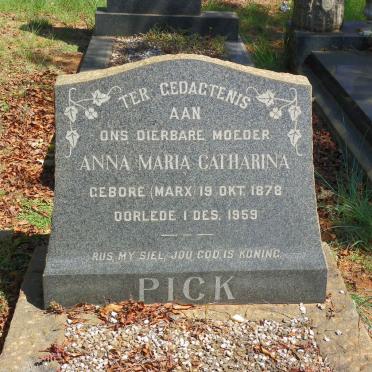 TER GEDAGTENIS
AAN
ONS DIERBARE MOEDER
ANNA MARIA CATHARINA
GEBORE (MARX) 19 OKT. 1878
OORLEDE 1 DES. 1959
RUS, MY SIEL, JOU GOD IS KONING.
PICK